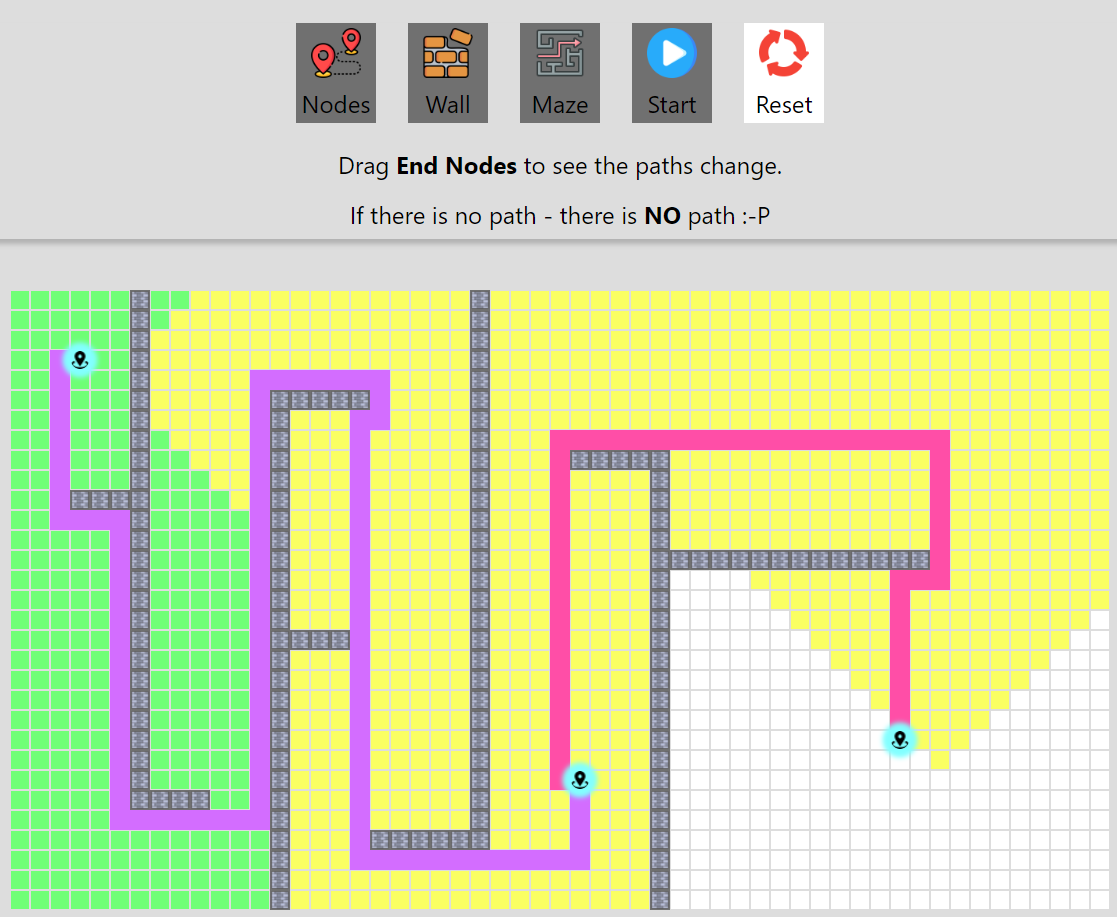 Nodes
Wall
Maze
Start
Reset
Drag End Nodes to see the paths change.
If there is no path - there is NO path :-P